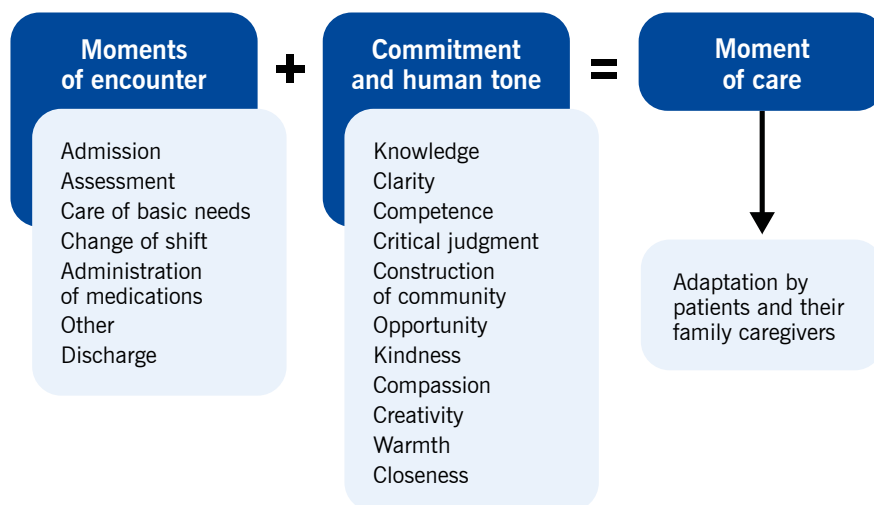 Moments
of encounter
+
Commitment
and human tone
=
Moment
of care
Admission
Assessment
Care of basic needs
Change of shift
Administration
of medications
Other
Discharge
Knowledge
Clarity
Competence
Critical judgment
Construction
of community
Opportunity
Kindness
Compassion
Creativity
Warmth
Closeness
Adaptation by
patients and their
family caregivers